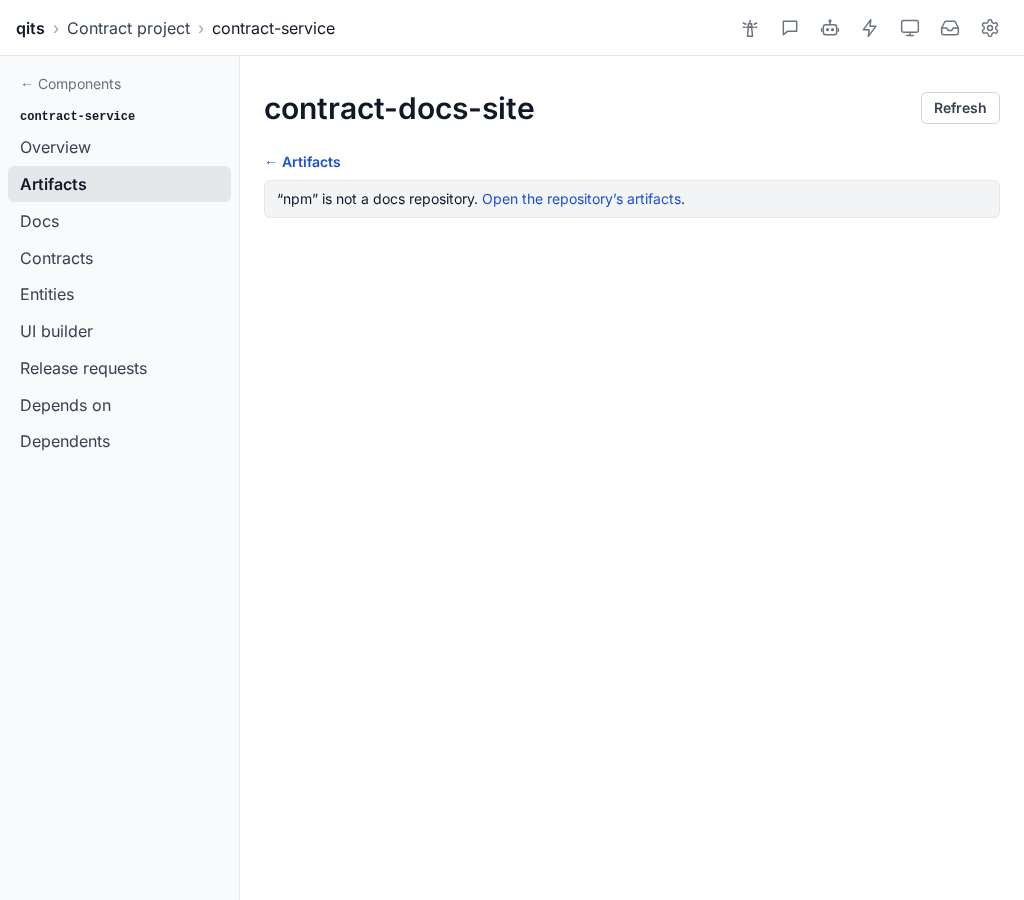 qits › Contract project › contract-service
← Components
contract-service
Overview
Artifacts
Docs
Contracts
Entities
UI builder
Release requests
Depends on
Dependents
contract-docs-site
Refresh
← Artifacts
“npm” is not a docs repository. Open the repository’s artifacts.